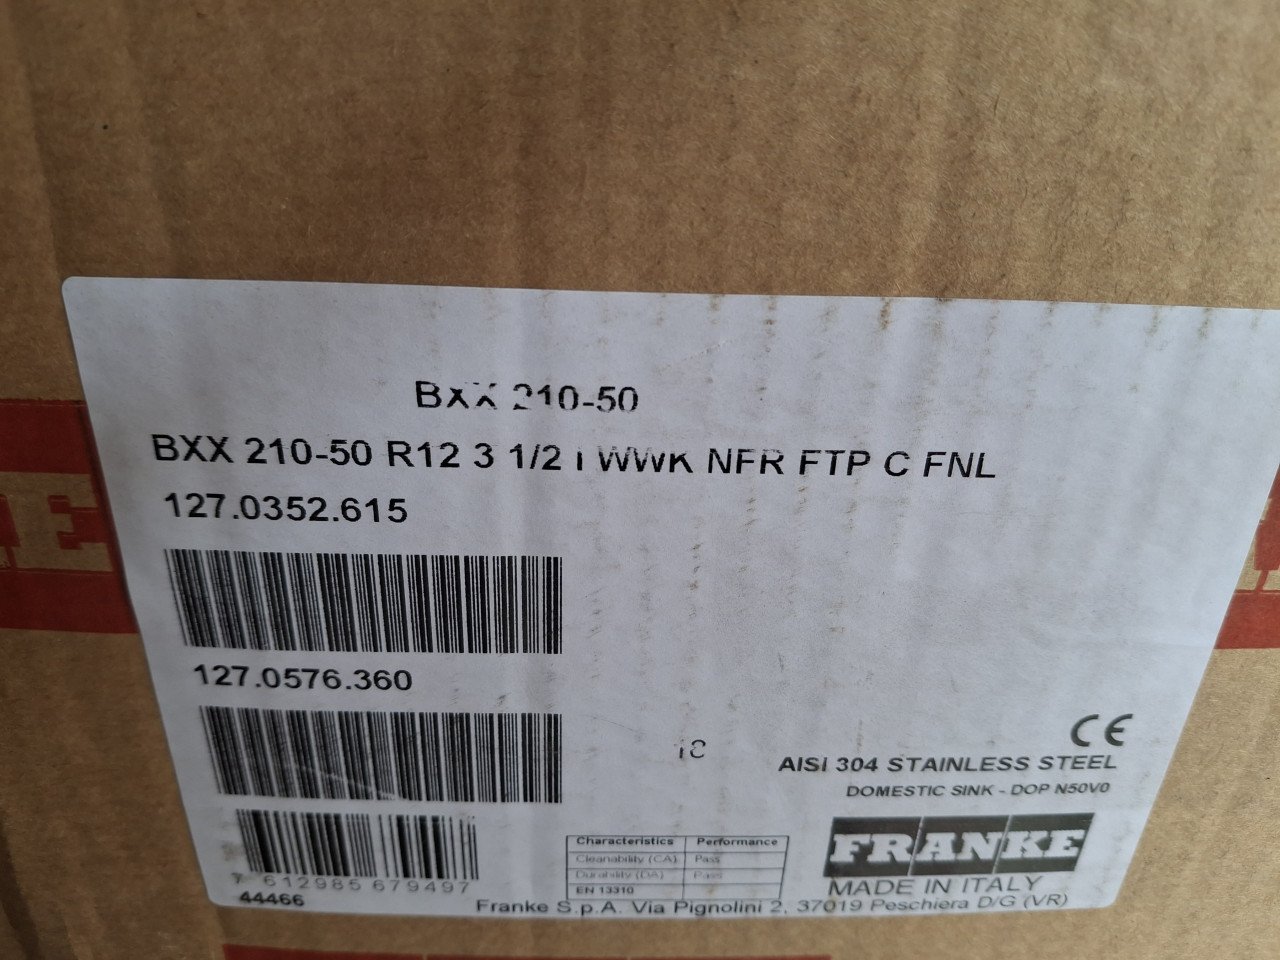 BXX 210-50
BXX 210-50 R12 3 1/2 I WWK NFR FTP C FNL
127.0352.615
127.0576.360
18
CE
AISI 304 STAINLESS STEEL
DOMESTIC SINK - DOP N50V0
FRANKE
MADE IN ITALY
Characteristics Performance
Cleanability (CA) Pass
Durability (DA) Pass
EN 13310
7 612985 679497
44466
Franke S.p.A. Via Pignolini 2, 37019 Peschiera D/G (VR)